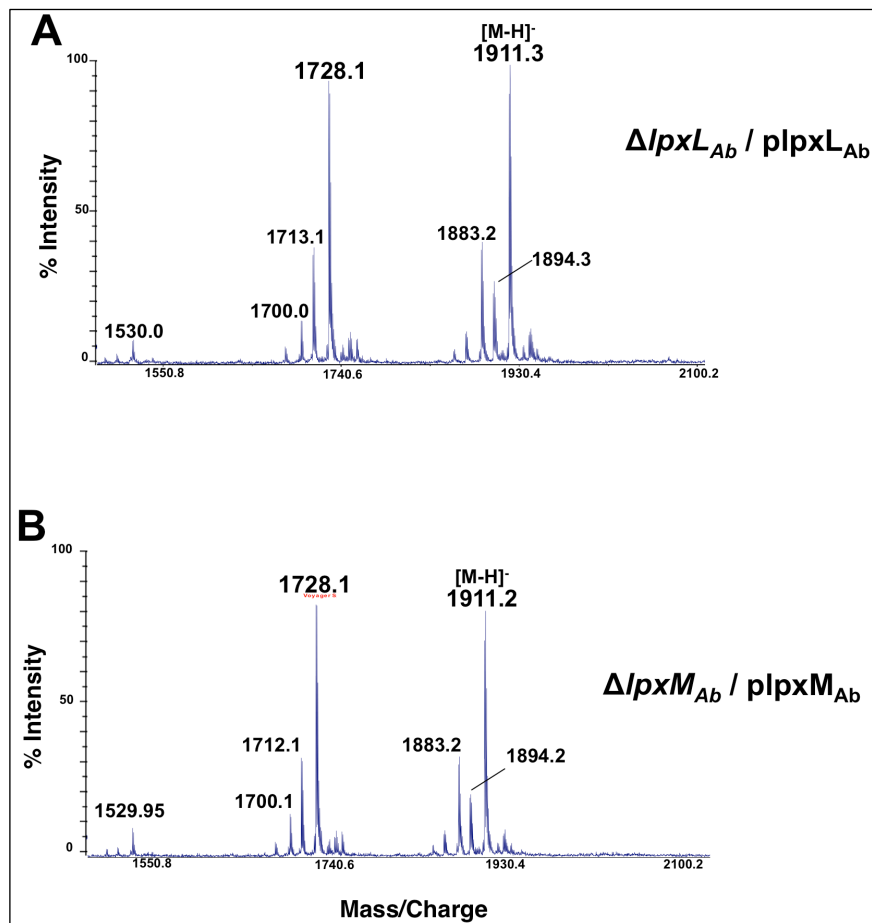 A
[M-H]-
1911.3
1728.1
100
ΔlpxLAb / plpxLAb
% Intensity
50
1713.1
1883.2
1894.3
1700.0
1530.0
0
1550.8
1740.6
1930.4
2100.2
B
100
1728.1
Voyager S
[M-H]-
1911.2
ΔlpxMAb / plpxMAb
% Intensity
50
1712.1
1883.2
1894.2
1700.1
1529.95
0
1550.8
1740.6
1930.4
2100.2
Mass/Charge